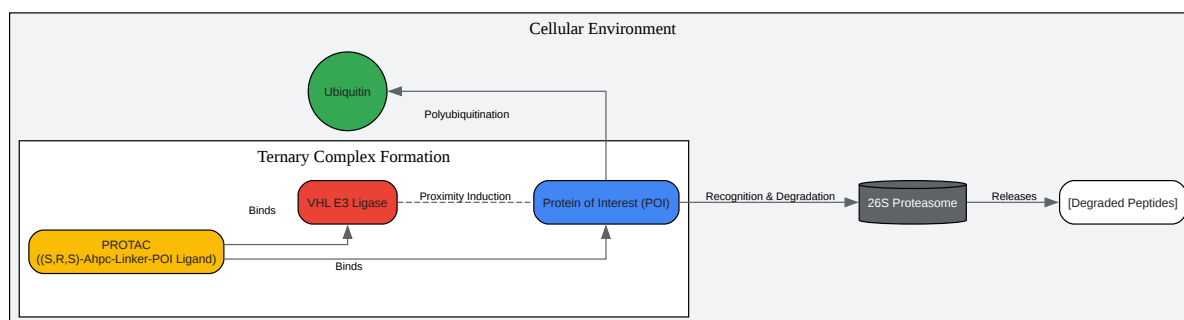 Cellular Environment
Ubiquitin
Polyubiquitination
Ternary Complex Formation
VHL E3 Ligase
Proximity Induction
Protein of Interest (POI)
Recognition & Degradation
26S Proteasome
Releases
[Degraded Peptides]
Binds
PROTAC
((S,R,S)-Ahpc-Linker-POI Ligand)
Binds